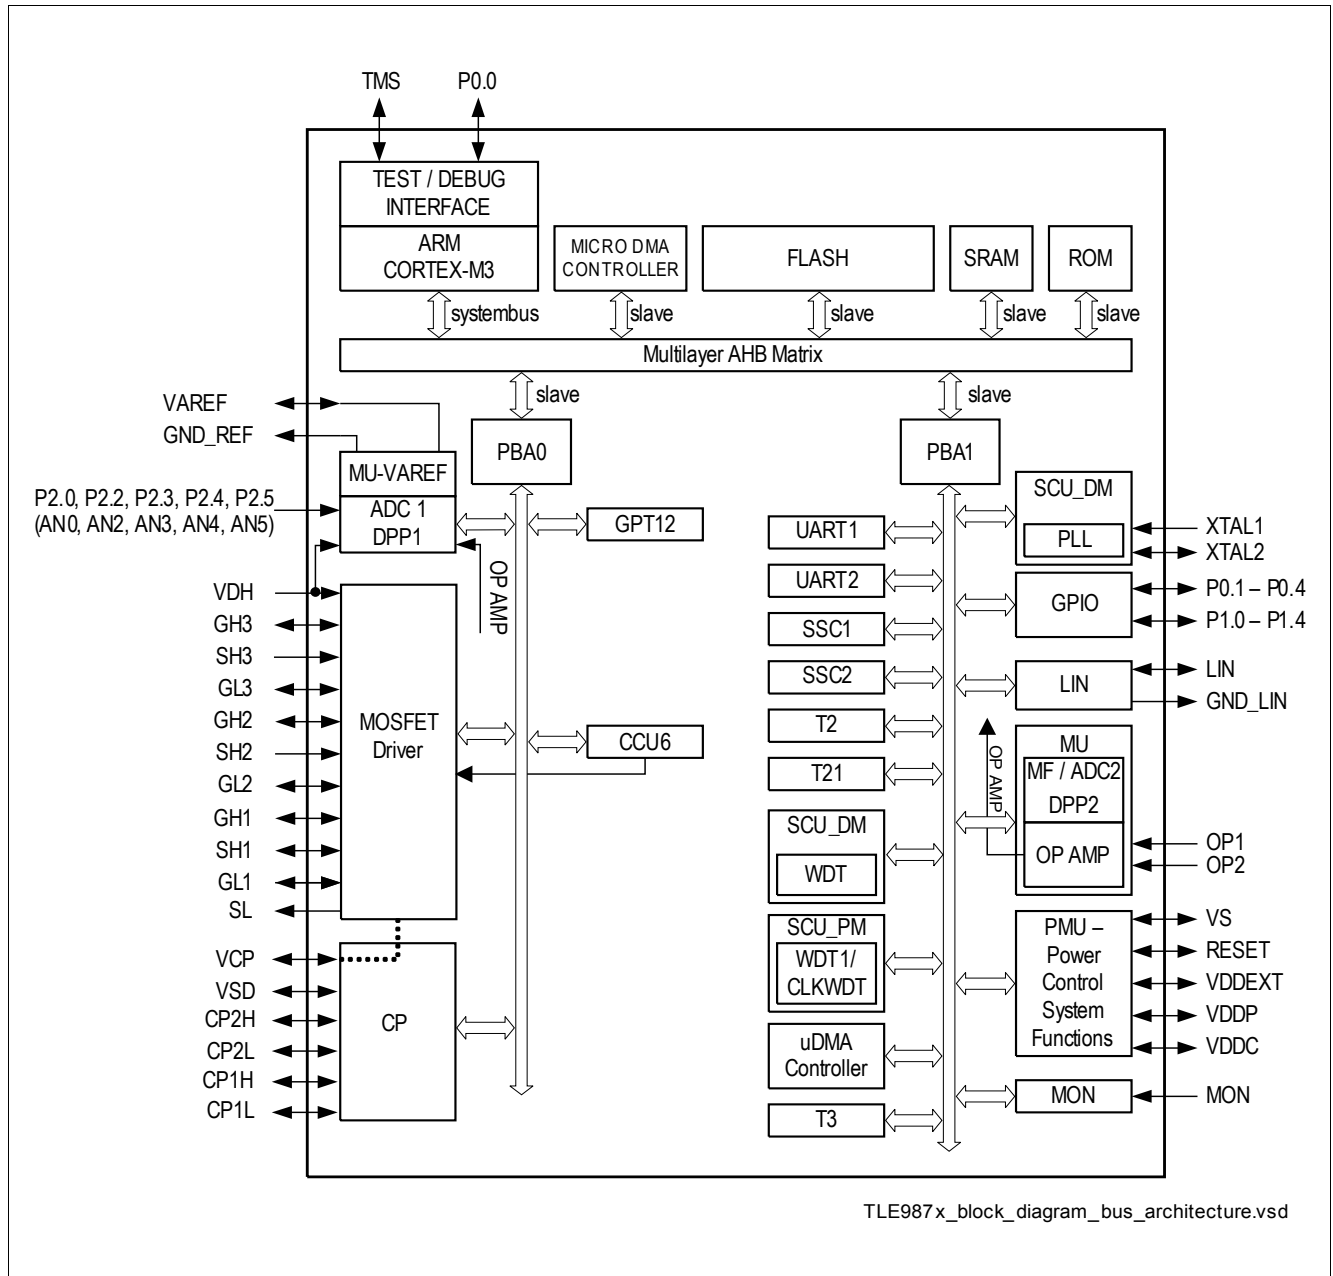 TMS
P0.0
TEST / DEBUG
INTERFACE
ARM
CORTEX-M3
MICRO DMA
CONTROLLER
FLASH
SRAM
ROM
systembus
slave
slave
slave
slave
Multilayer AHB Matrix
slave
slave
VAREF
GND_REF
PBA0
PBA1
MU-VAREF
ADC 1
DPP1
P2.0, P2.2, P2.3, P2.4, P2.5
(AN0, AN2, AN3, AN4, AN5)
GPT12
OP AMP
VDH
GH3
SH3
GL3
GH2
SH2
GL2
GH1
SH1
GL1
SL
MOSFET
Driver
CCU6
VCP
VSD
CP2H
CP2L
CP1H
CP1L
CP
UART1
UART2
SSC1
SSC2
T2
T21
SCU_DM
WDT
SCU_PM
WDT1/
CLKWDT
uDMA
Controller
T3
SCU_DM
PLL
XTAL1
XTAL2
GPIO
P0.1 – P0.4
P1.0 – P1.4
LIN
LIN
GND_LIN
OP AMP
MU
MF / ADC2
DPP2
OP AMP
OP1
OP2
PMU –
Power
Control
System
Functions
VS
RESET
VDDEXT
VDDP
VDDC
MON
MON
TLE987x_block_diagram_bus_architecture.vsd